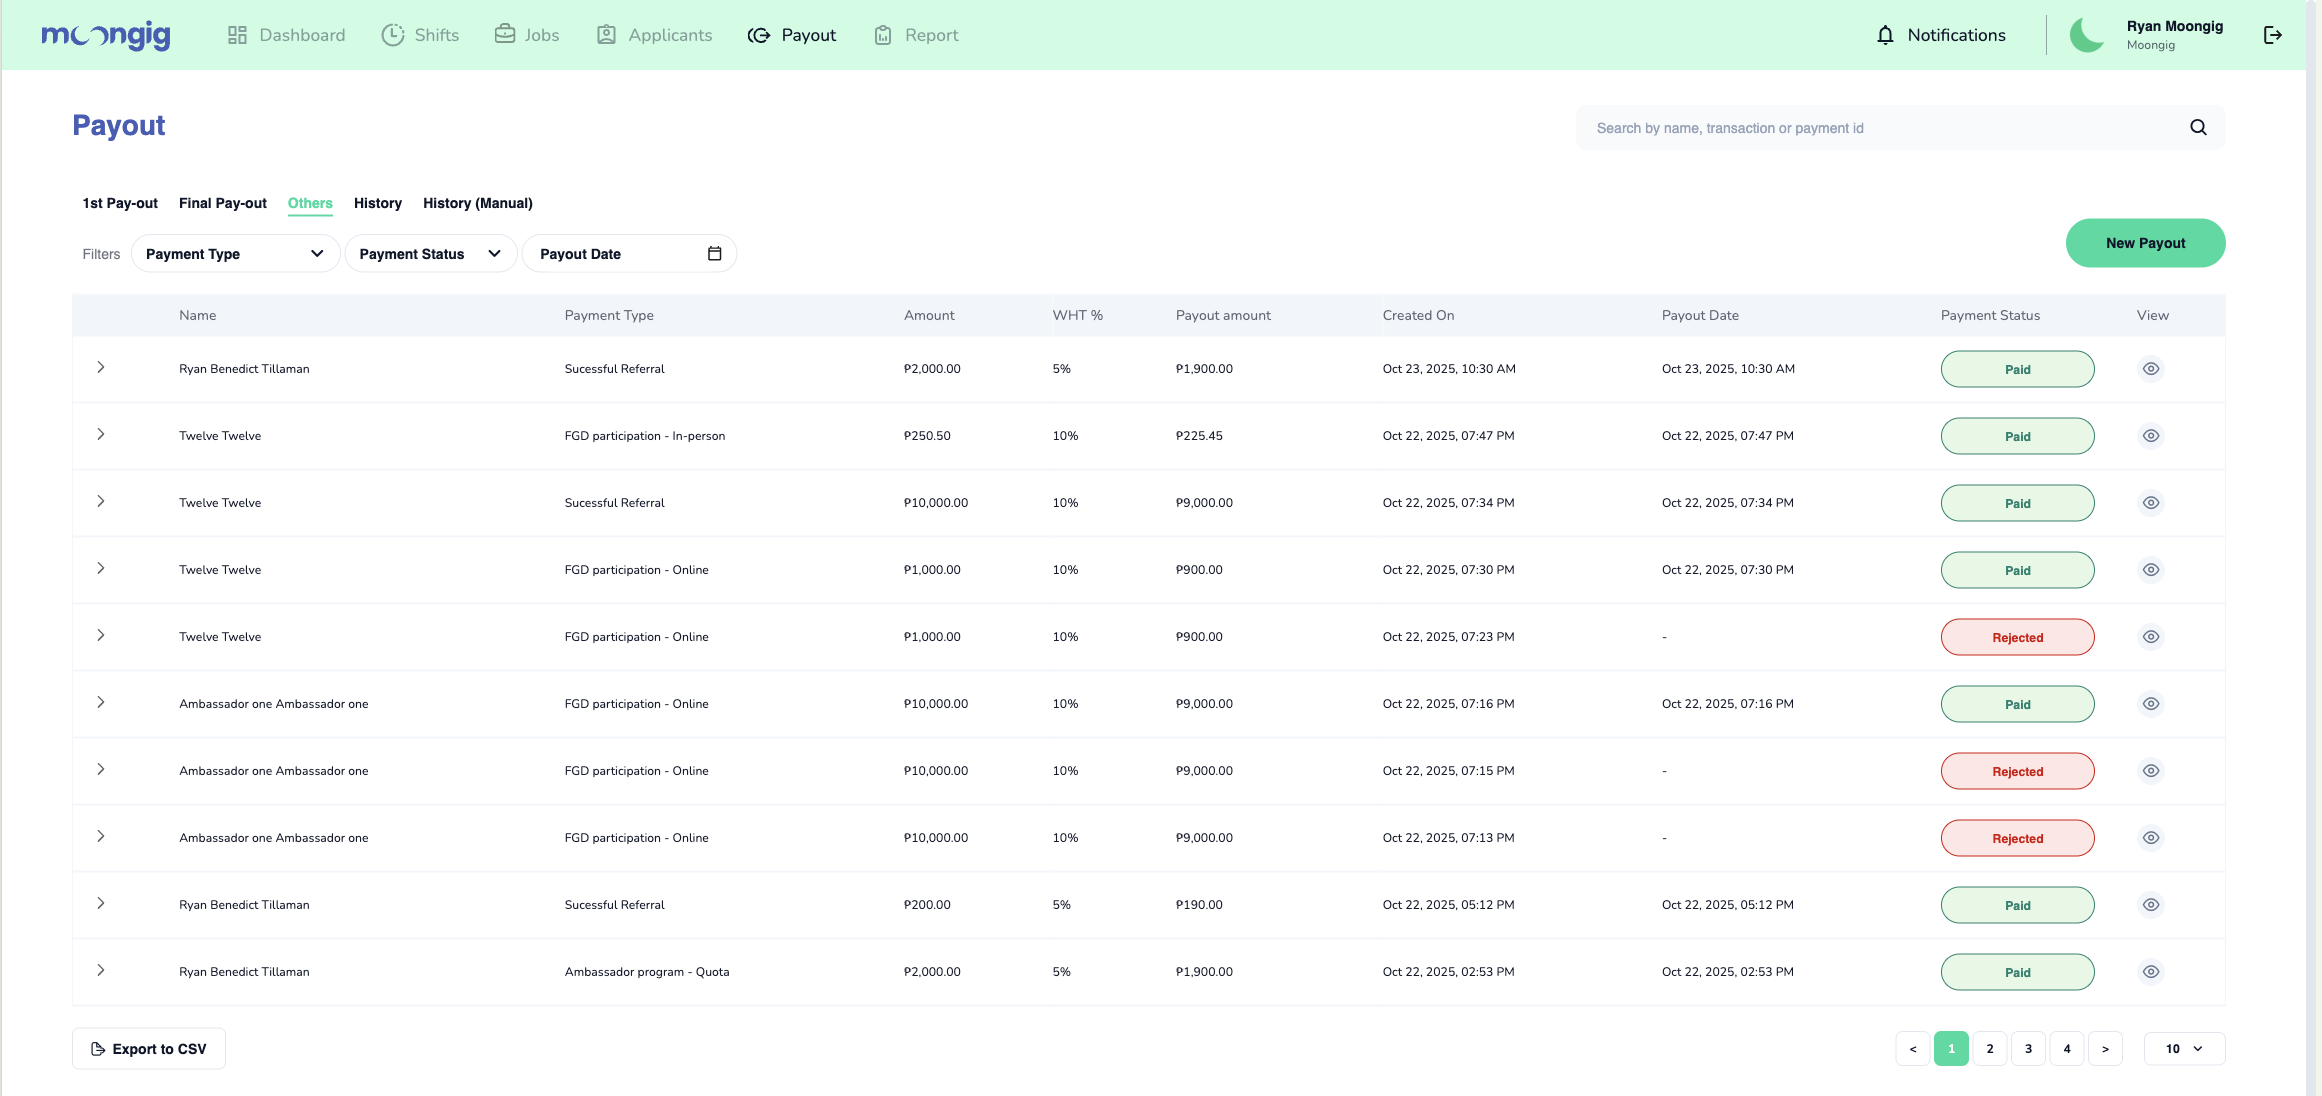 moongig Dashboard Shifts Jobs Applicants Payout Report Notifications Ryan Moongig
Moongig
Payout
Search by name, transaction or payment id
1st Pay-out Final Pay-out Others History History (Manual)
New Payout
Filters Payment Type Payment Status Payout Date
Name Payment Type Amount WHT % Payout amount Created On Payout Date Payment Status View
Ryan Benedict Tillaman Sucessful Referral ₱2,000.00 5% ₱1,900.00 Oct 23, 2025, 10:30 AM Oct 23, 2025, 10:30 AM Paid
Twelve Twelve FGD participation - In-person ₱250.50 10% ₱225.45 Oct 22, 2025, 07:47 PM Oct 22, 2025, 07:47 PM Paid
Twelve Twelve Sucessful Referral ₱10,000.00 10% ₱9,000.00 Oct 22, 2025, 07:34 PM Oct 22, 2025, 07:34 PM Paid
Twelve Twelve FGD participation - Online ₱1,000.00 10% ₱900.00 Oct 22, 2025, 07:30 PM Oct 22, 2025, 07:30 PM Paid
Twelve Twelve FGD participation - Online ₱1,000.00 10% ₱900.00 Oct 22, 2025, 07:23 PM - Rejected
Ambassador one Ambassador one FGD participation - Online ₱10,000.00 10% ₱9,000.00 Oct 22, 2025, 07:16 PM Oct 22, 2025, 07:16 PM Paid
Ambassador one Ambassador one FGD participation - Online ₱10,000.00 10% ₱9,000.00 Oct 22, 2025, 07:15 PM - Rejected
Ambassador one Ambassador one FGD participation - Online ₱10,000.00 10% ₱9,000.00 Oct 22, 2025, 07:13 PM - Rejected
Ryan Benedict Tillaman Sucessful Referral ₱200.00 5% ₱190.00 Oct 22, 2025, 05:12 PM Oct 22, 2025, 05:12 PM Paid
Ryan Benedict Tillaman Ambassador program - Quota ₱2,000.00 5% ₱1,900.00 Oct 22, 2025, 02:53 PM Oct 22, 2025, 02:53 PM Paid
Export to CSV < 1 2 3 4 > 10